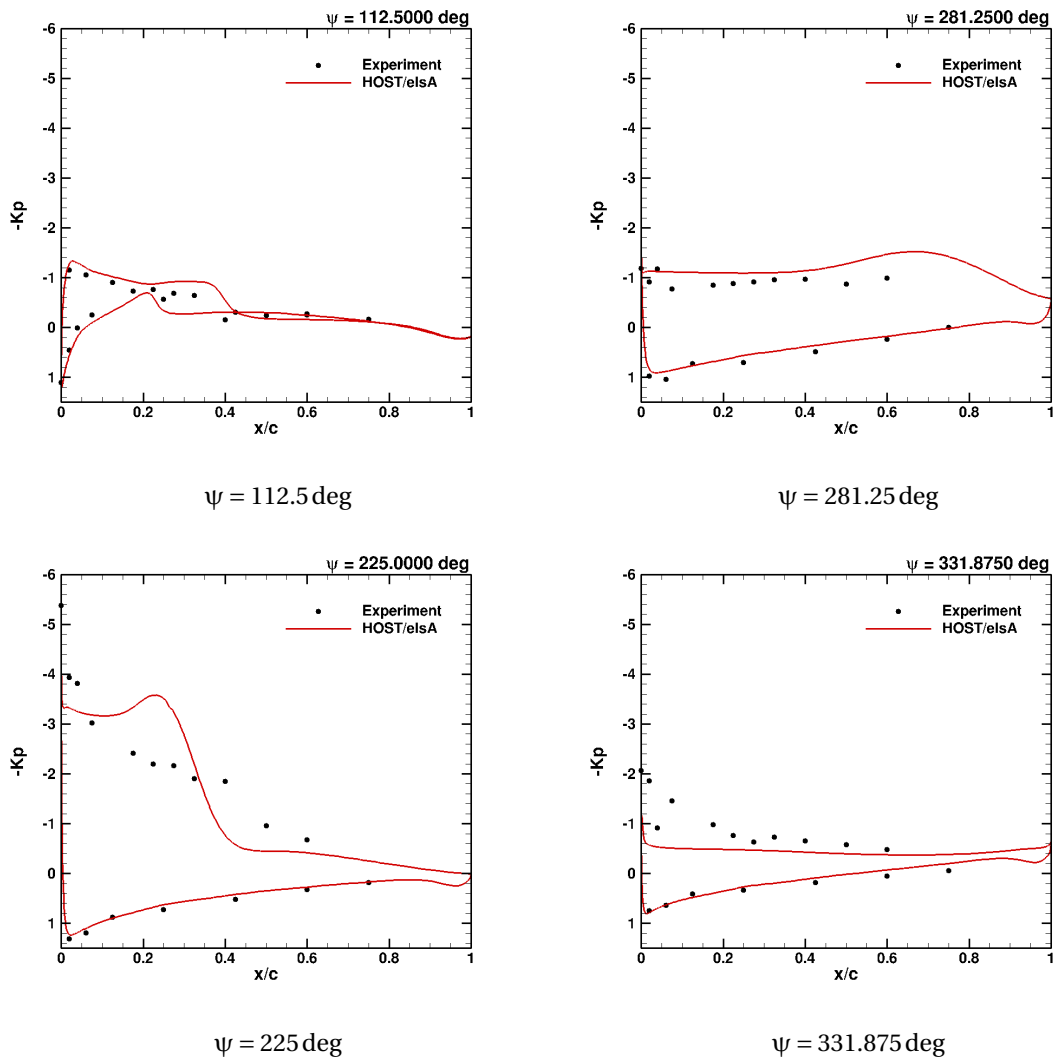 ψ = 112.5000 deg
-6
-5
-4
-3
-2
-1
0
1
-Kp
Experiment
HOST/elsA
0 0.2 0.4 0.6 0.8 1
x/c
ψ = 112.5 deg
ψ = 281.2500 deg
-6
-5
-4
-3
-2
-1
0
1
-Kp
Experiment
HOST/elsA
0 0.2 0.4 0.6 0.8 1
x/c
ψ = 281.25 deg
ψ = 225.0000 deg
-6
-5
-4
-3
-2
-1
0
1
-Kp
Experiment
HOST/elsA
0 0.2 0.4 0.6 0.8 1
x/c
ψ = 225 deg
ψ = 331.8750 deg
-6
-5
-4
-3
-2
-1
0
1
-Kp
Experiment
HOST/elsA
0 0.2 0.4 0.6 0.8 1
x/c
ψ = 331.875 deg